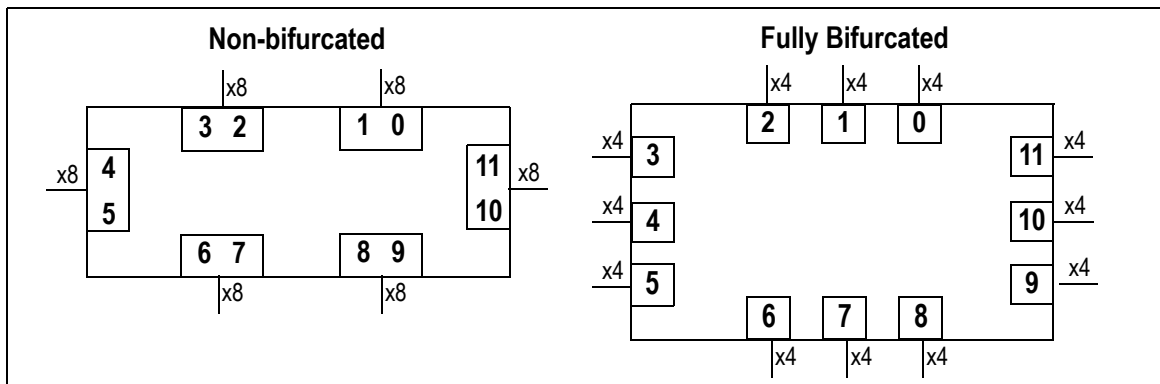 Non-bifurcated
x8 x8
3 2 1 0
x8 4 5 11 10 x8
6 7 8 9
x8 x8
Fully Bifurcated
x4 x4 x4
2 1 0
x4 3 11 x4
x4 4 10 x4
x4 5 9 x4
6 7 8
x4 x4 x4